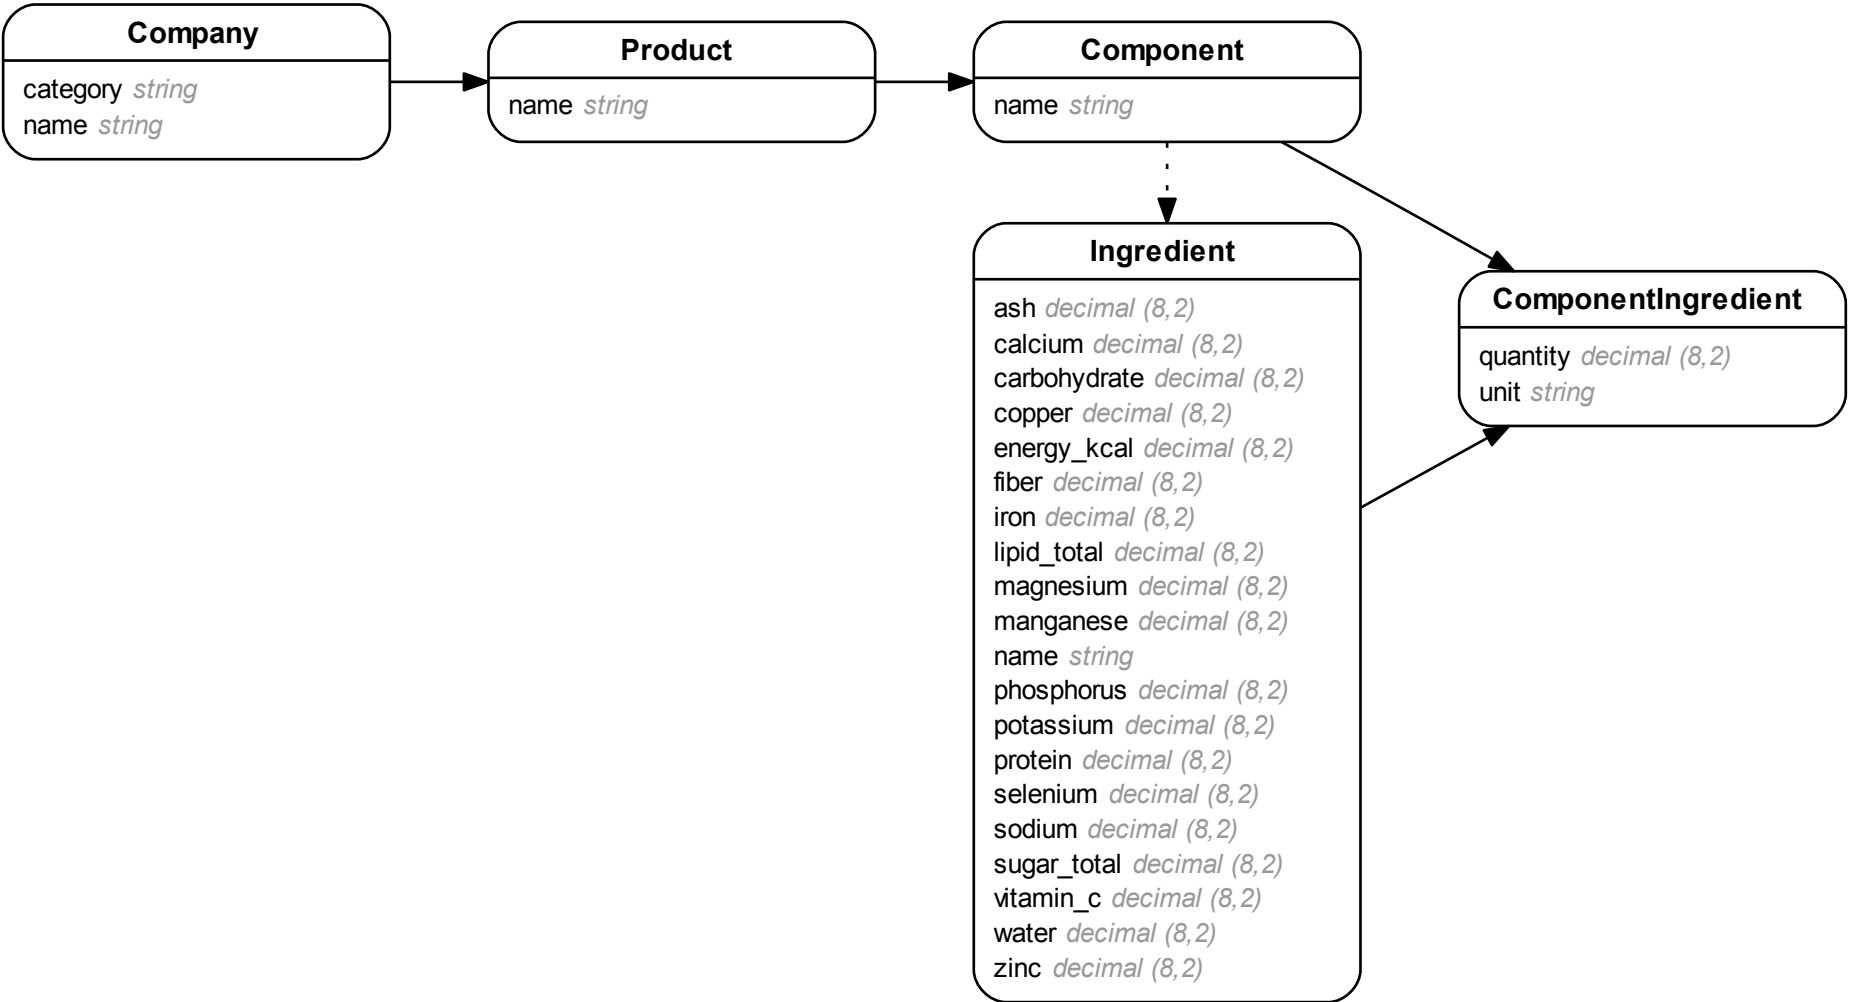 Company
category string
name string
Product
name string
Component
name string
Ingredient
ash decimal (8,2)
calcium decimal (8,2)
carbohydrate decimal (8,2)
copper decimal (8,2)
energy_kcal decimal (8,2)
fiber decimal (8,2)
iron decimal (8,2)
lipid_total decimal (8,2)
magnesium decimal (8,2)
manganese decimal (8,2)
name string
phosphorus decimal (8,2)
potassium decimal (8,2)
protein decimal (8,2)
selenium decimal (8,2)
sodium decimal (8,2)
sugar_total decimal (8,2)
vitamin_c decimal (8,2)
water decimal (8,2)
zinc decimal (8,2)
ComponentIngredient
quantity decimal (8,2)
unit string